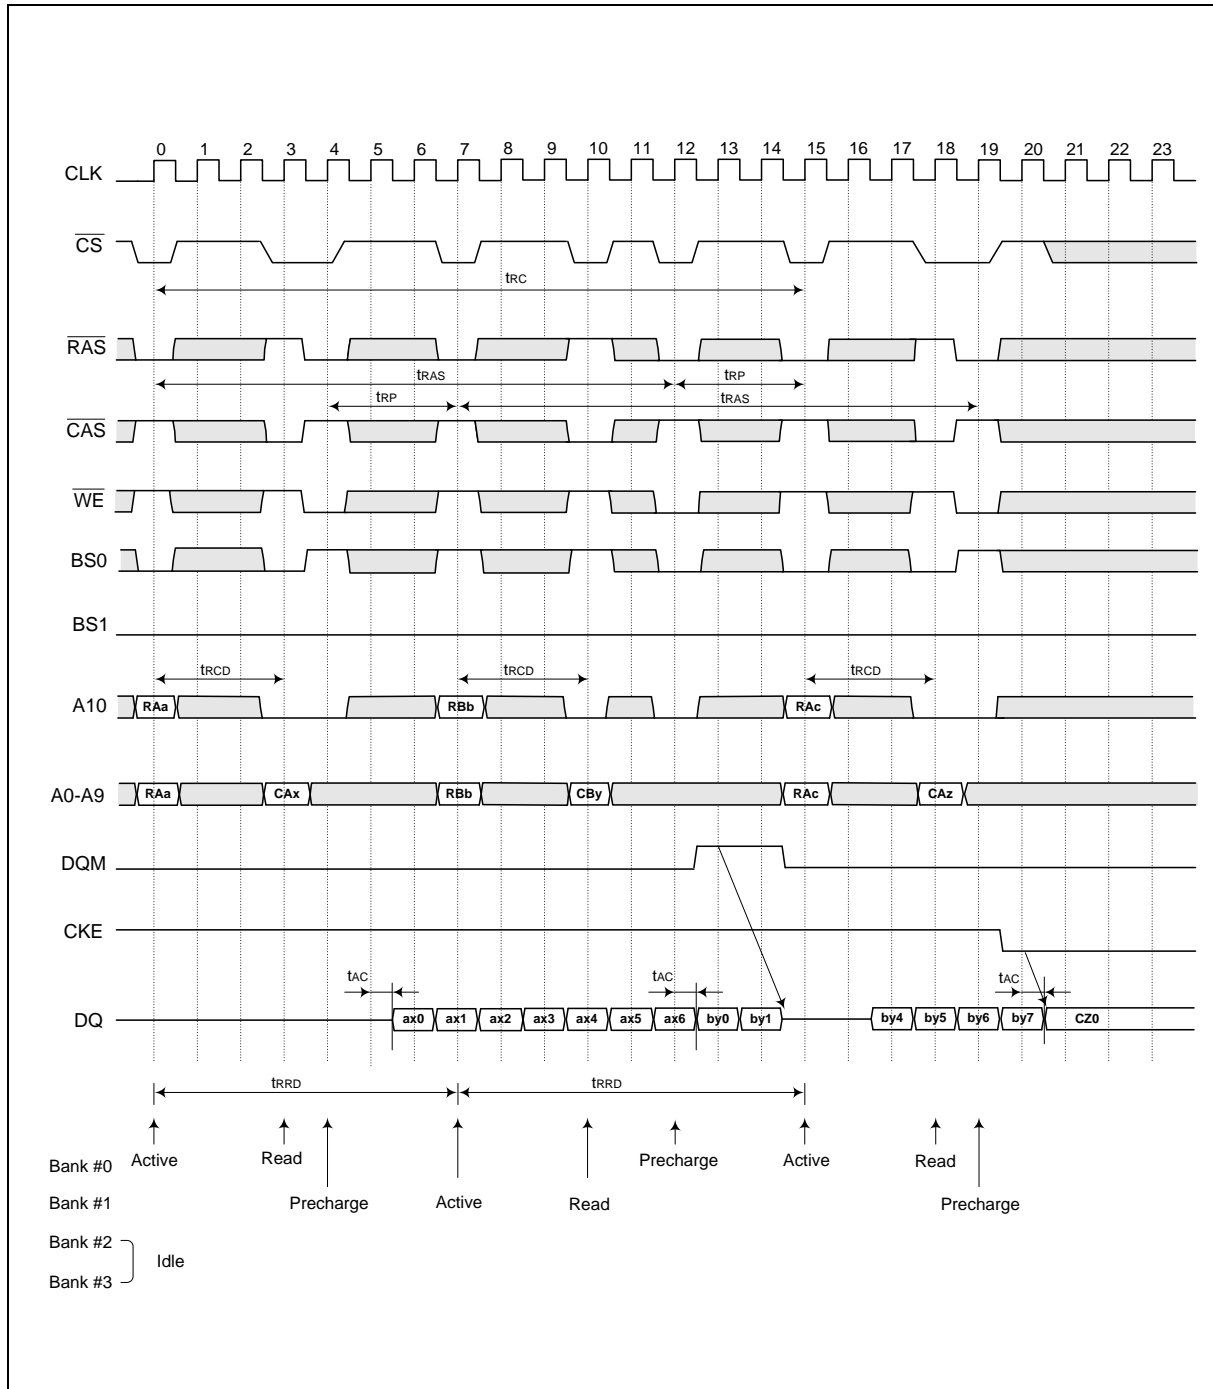 0 1 2 3 4 5 6 7 8 9 10 11 12 13 14 15 16 17 18 19 20 21 22 23
CLK
CS
tRC
RAS
tRAS tRP
tRP tRAS
CAS
WE
BS0
BS1
tRCD tRCD tRCD
A10 RAa RBb RAc
A0-A9 RAa CAx RBb CBy RAc CAz
DQM
CKE
tAC tAC tAC
DQ ax0 ax1 ax2 ax3 ax4 ax5 ax6 by0 by1 by4 by5 by6 by7 CZ0
tRRD tRRD
Bank #0 Active Read Precharge Active Read
Bank #1 Precharge Active Read Precharge
Bank #2
Idle
Bank #3